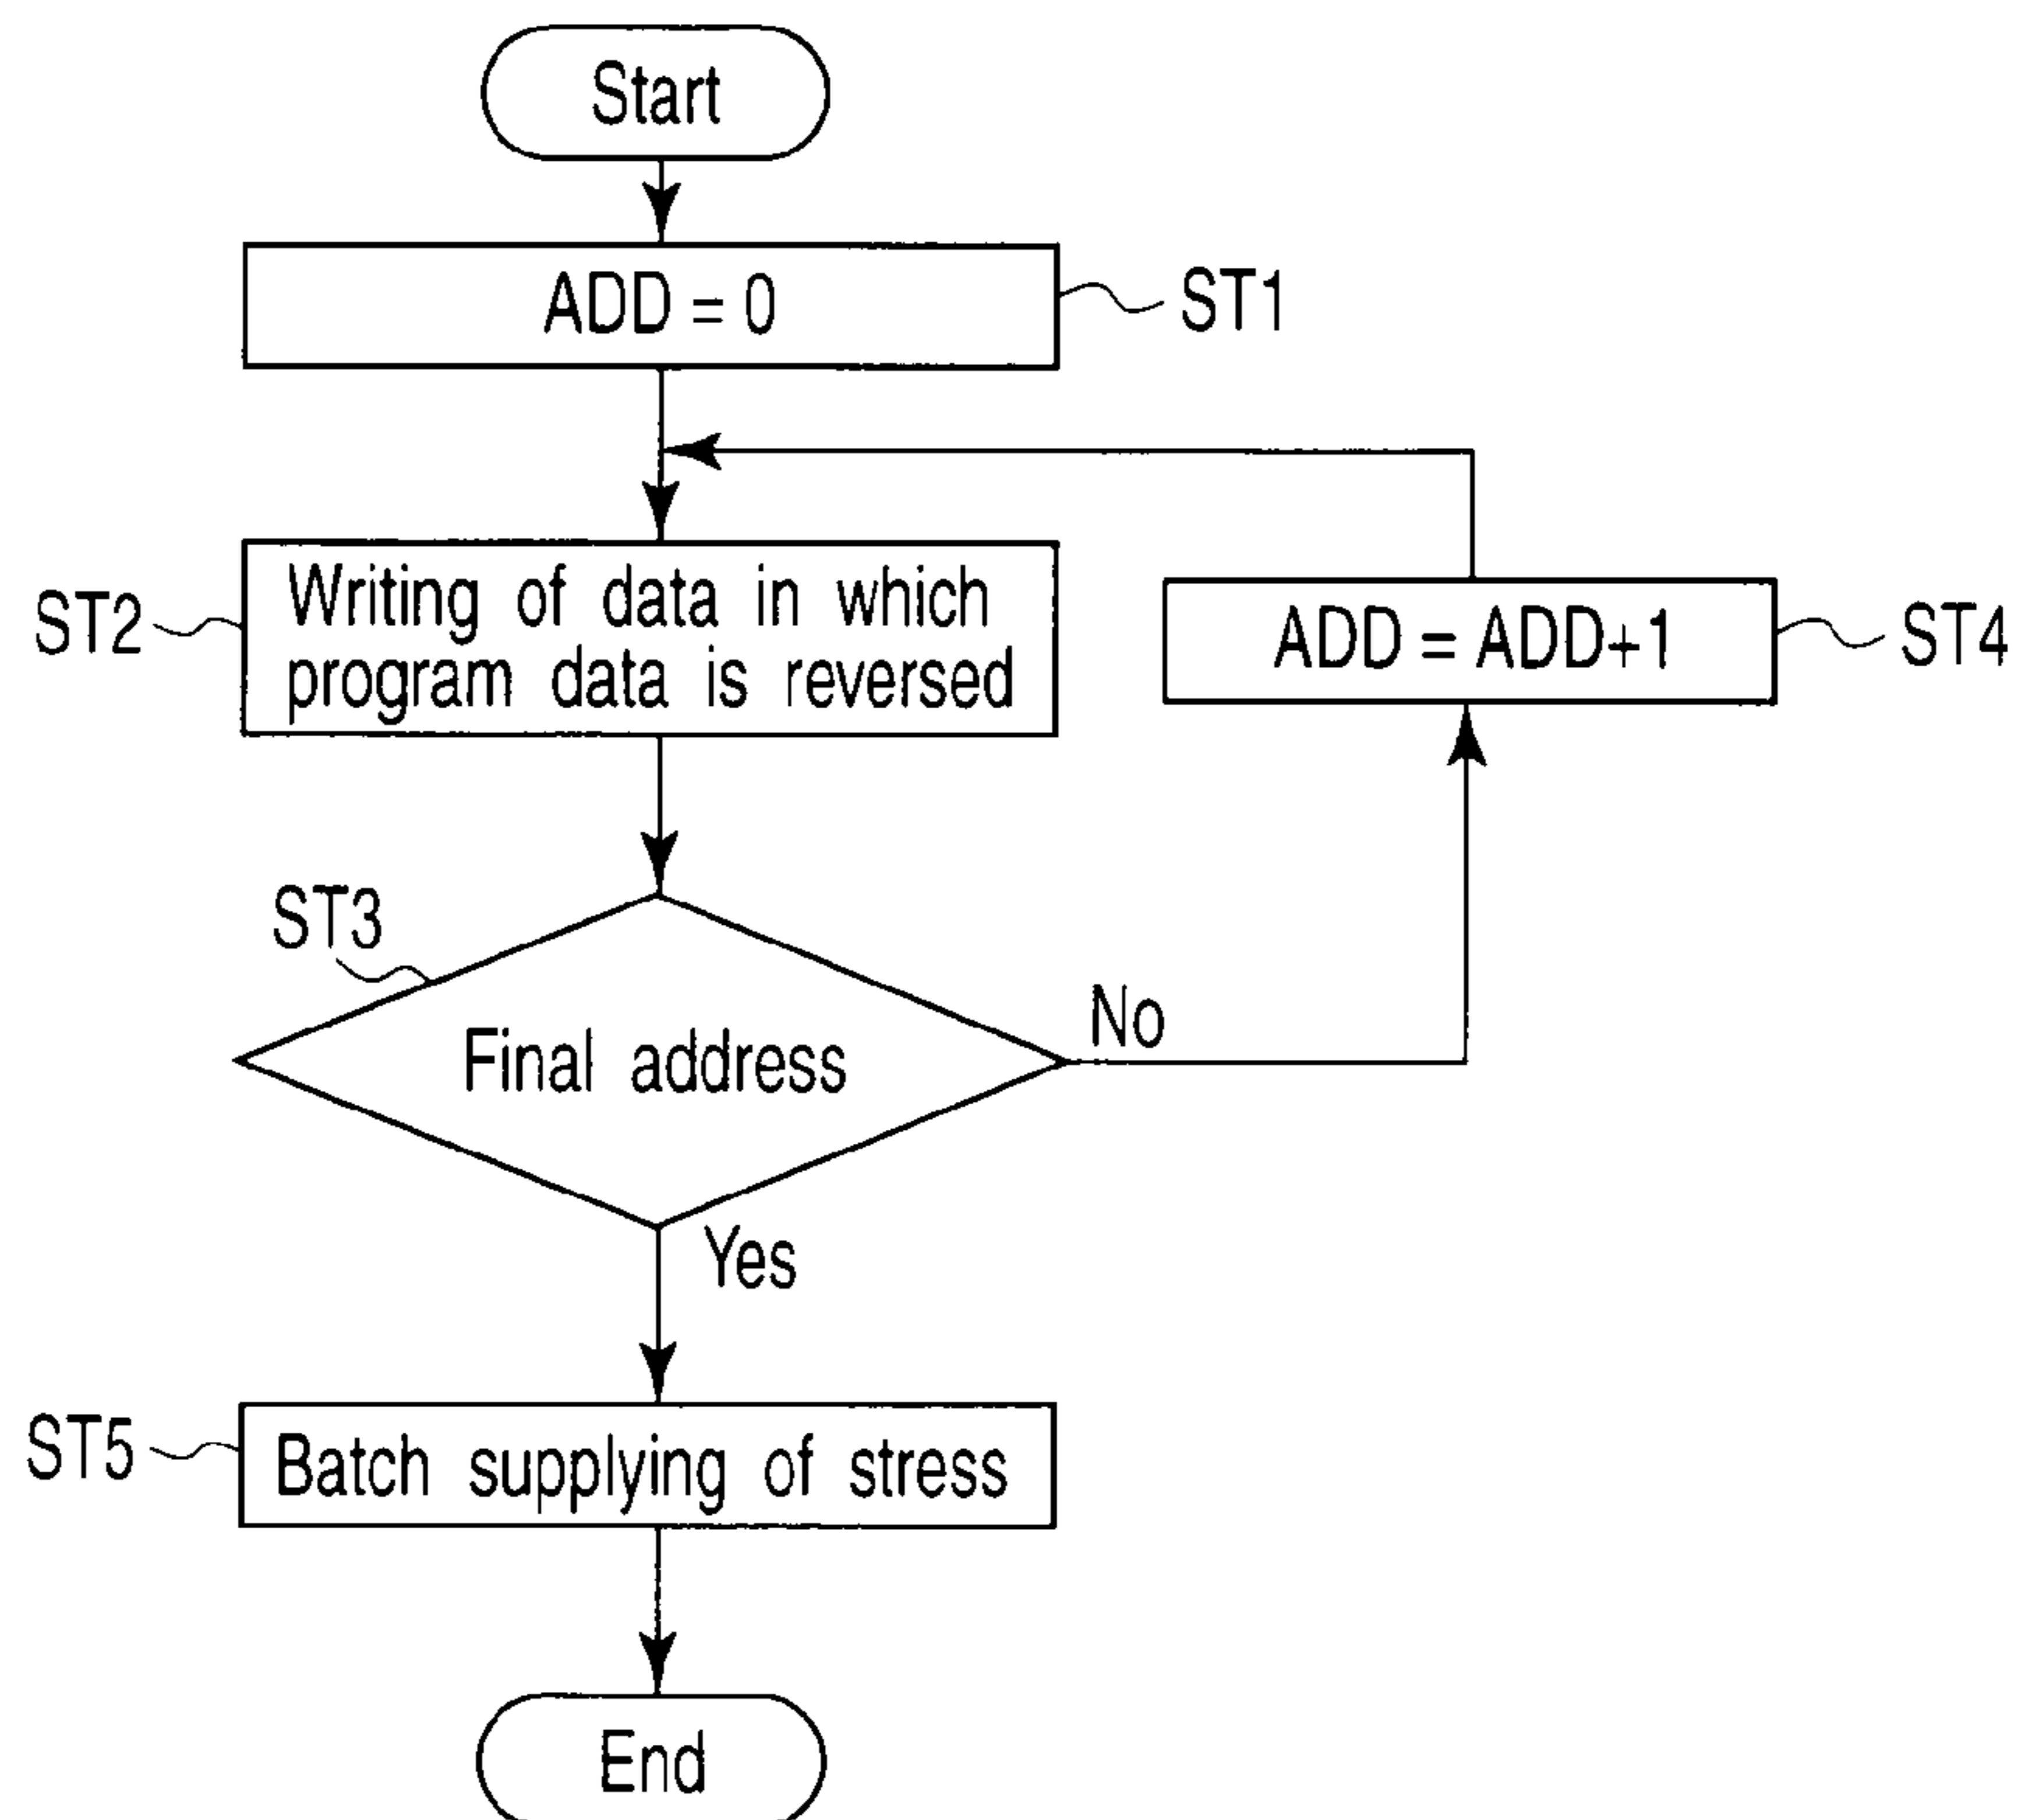 Start
ADD = 0
ST1
ST2
Writing of data in which
program data is reversed
ADD = ADD+1
ST4
ST3
Final address
No
Yes
ST5
Batch supplying of stress
End